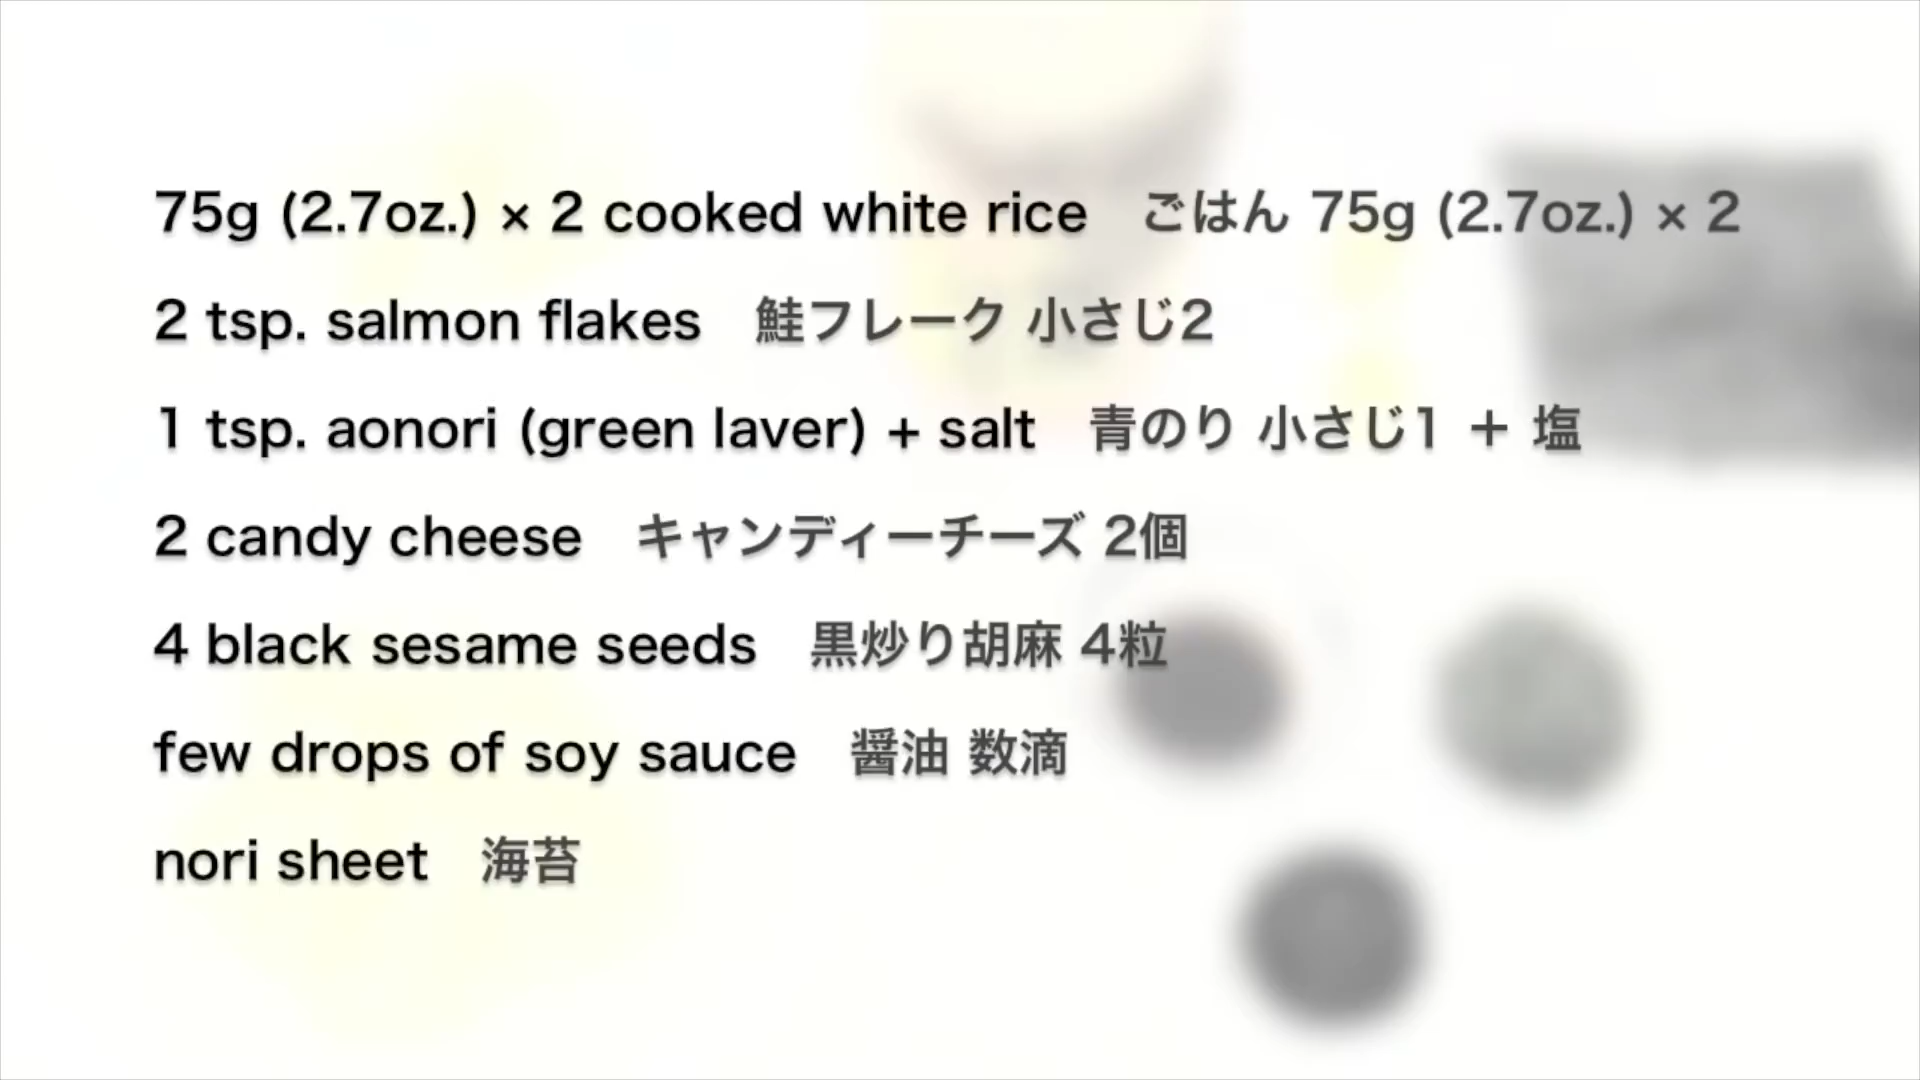 75g (2.7oz.) × 2 cooked white rice ごはん 75g (2.7oz.) × 2
2 tsp. salmon flakes 鮭フレーク 小さじ2
1 tsp. aonori (green laver) + salt 青のり 小さじ1 + 塩
2 candy cheese キャンディーチーズ 2個
4 black sesame seeds 黒炒り胡麻 4粒
few drops of soy sauce 醤油 数滴
nori sheet 海苔